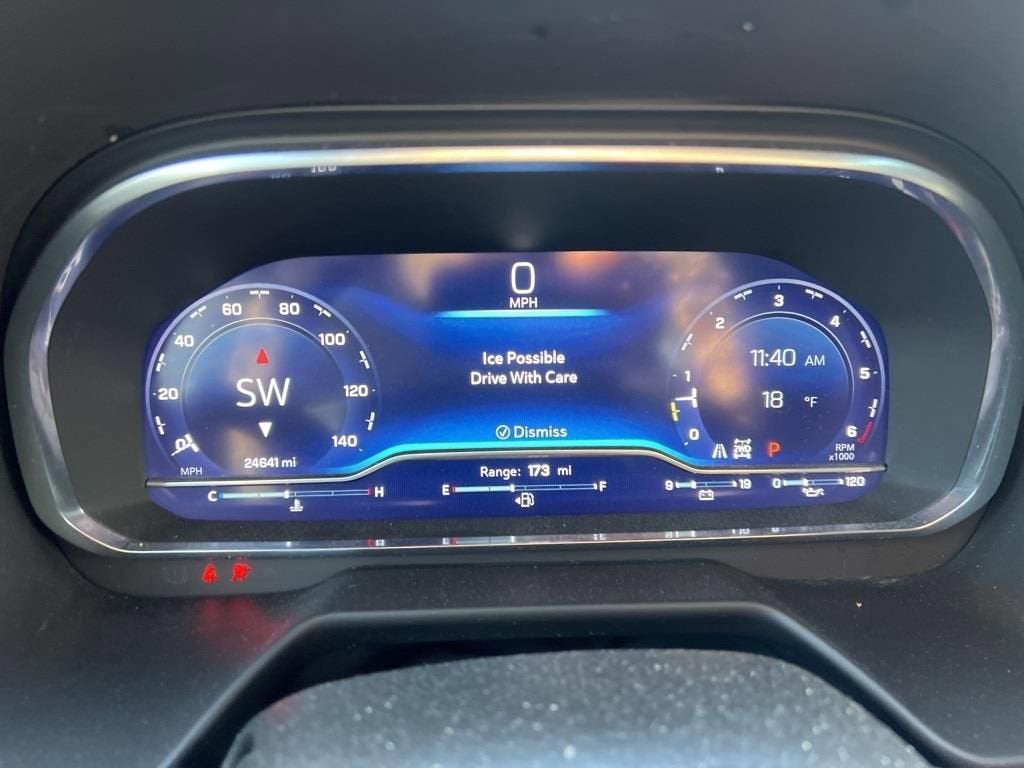 0
MPH
Ice Possible
Drive With Care
Dismiss
20
40
60
80
100
120
140
SW
0
MPH
24641 mi
11:40 AM
18 °F
0
1
2
3
4
5
6
RPM
x1000
2WD
P
Range: 173 mi
C H
E F
9 19
0 120